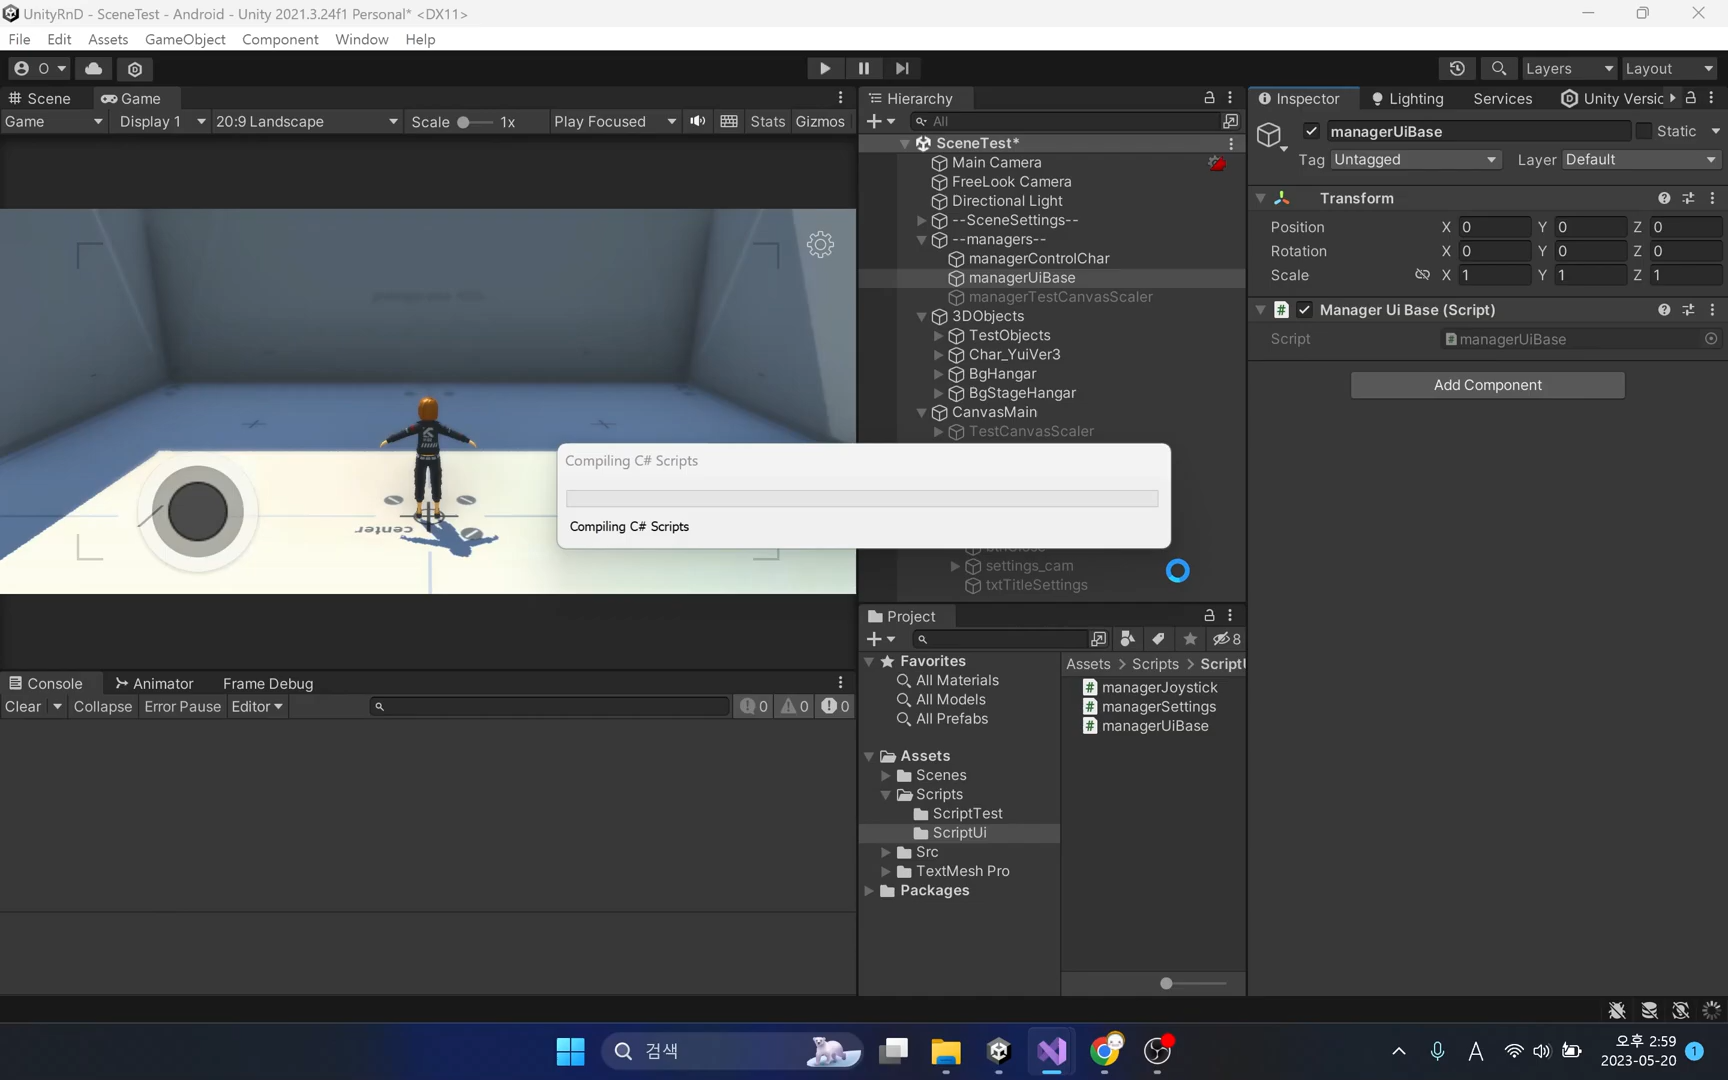 UnityRnD - SceneTest - Android - Unity 2021.3.24f1 Personal* <DX11>
File Edit Assets GameObject Component Window Help
O
Layers Layout
Scene Game
Game Display 1 20:9 Landscape Scale 1x Play Focused Stats Gizmos
center
Console Animator Frame Debug
Clear Collapse Error Pause Editor 0 0 0
Hierarchy
All
SceneTest*
Main Camera
FreeLook Camera
Directional Light
--SceneSettings--
--managers--
managerControlChar
managerUiBase
managerTestCanvasScaler
3DObjects
TestObjects
Char_YuiVer3
BgHangar
BgStageHangar
CanvasMain
TestCanvasScaler
Compiling C# Scripts
Compiling C# Scripts
settings_cam
txtTitleSettings
Project
8
Favorites
All Materials
All Models
All Prefabs
Assets
Scenes
Scripts
ScriptTest
ScriptUi
Src
TextMesh Pro
Packages
Assets > Scripts > ScriptU
managerJoystick
managerSettings
managerUiBase
Inspector Lighting Services Unity Versic
managerUiBase Static
Tag Untagged Layer Default
Transform
Position X 0 Y 0 Z 0
Rotation X 0 Y 0 Z 0
Scale X 1 Y 1 Z 1
Manager Ui Base (Script)
Script managerUiBase
Add Component
검색
A
오후 2:59
2023-05-20
1